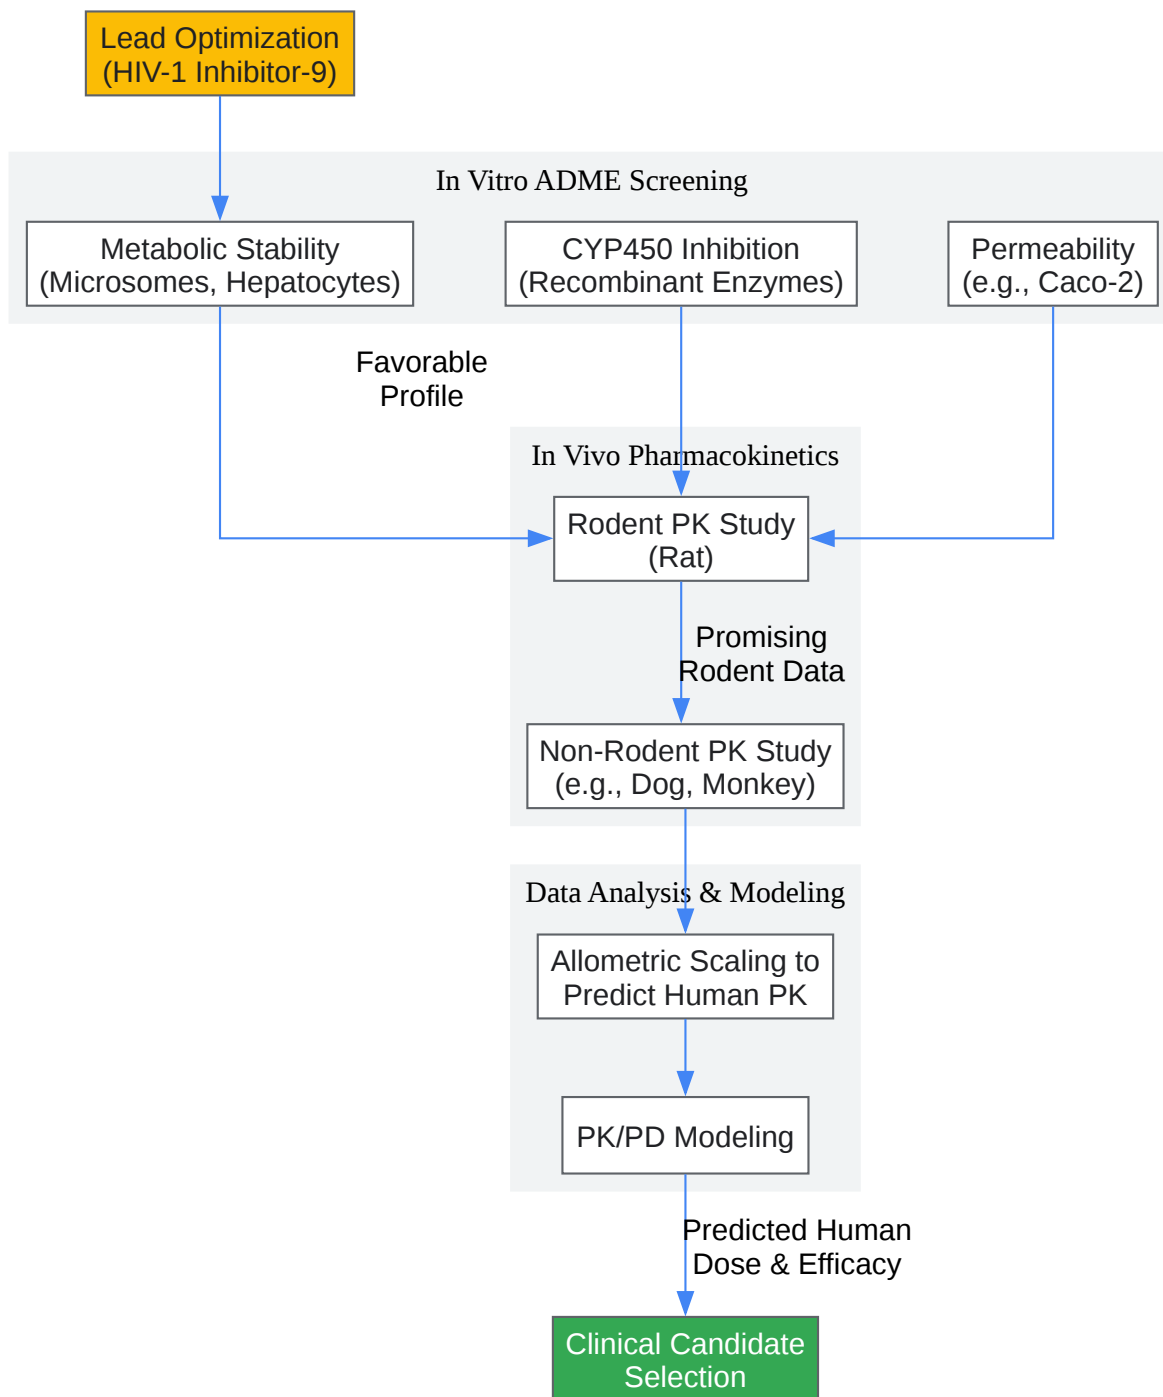 Lead Optimization
(HIV-1 Inhibitor-9)
In Vitro ADME Screening
Metabolic Stability
(Microsomes, Hepatocytes)
CYP450 Inhibition
(Recombinant Enzymes)
Permeability
(e.g., Caco-2)
Favorable
Profile
In Vivo Pharmacokinetics
Rodent PK Study
(Rat)
Promising
Rodent Data
Non-Rodent PK Study
(e.g., Dog, Monkey)
Data Analysis & Modeling
Allometric Scaling to
Predict Human PK
PK/PD Modeling
Predicted Human
Dose & Efficacy
Clinical Candidate
Selection